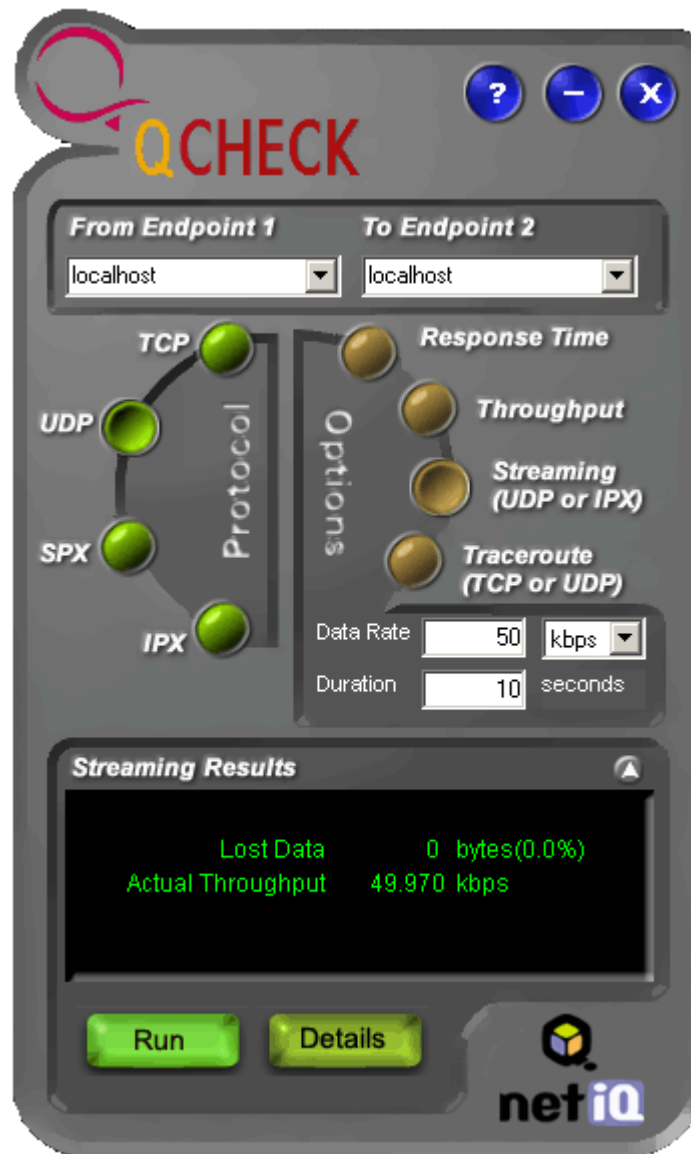 ? – X
QCHECK
From Endpoint 1 To Endpoint 2
localhost localhost
TCP Response Time
UDP Throughput
Protocol Options
Streaming
(UDP or IPX)
SPX Traceroute
(TCP or UDP)
IPX
Data Rate 50 kbps
Duration 10 seconds
Streaming Results
Lost Data 0 bytes(0.0%)
Actual Throughput 49.970 kbps
Run Details
netiQ